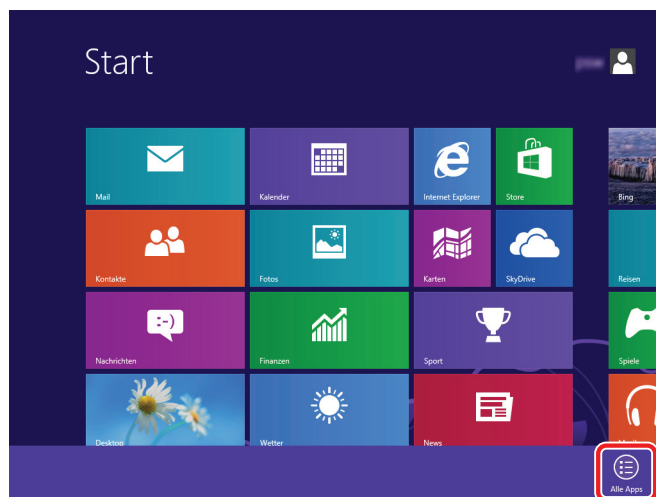 Start
Mail
Kalender
Internet Explorer
Store
Bing
Kontakte
Fotos
Karten
SkyDrive
Reisen
Nachrichten
:-)
Finanzen
Sport
Spiele
Desktop
Wetter
News
Alle Apps